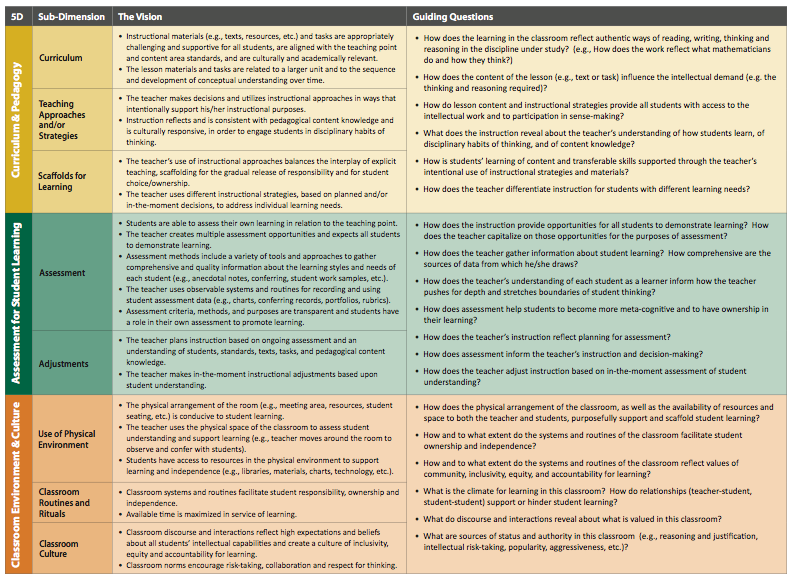 5D
Sub-Dimension
The Vision
Guiding Questions
Curriculum & Pedagogy
Curriculum
• Instructional materials (e.g., texts, resources, etc.) and tasks are appropriately
challenging and supportive for all students, are aligned with the teaching point
and content area standards, and are culturally and academically relevant.
• The lesson materials and tasks are related to a larger unit and to the sequence
and development of conceptual understanding over time.
Teaching
Approaches
and/or
Strategies
• The teacher makes decisions and utilizes instructional approaches in ways that
intentionally support his/her instructional purposes.
• Instruction reflects and is consistent with pedagogical content knowledge and
is culturally responsive, in order to engage students in disciplinary habits of
thinking.
Scaffolds for
Learning
• The teacher's use of instructional approaches balances the interplay of explicit
teaching, scaffolding for the gradual release of responsibility and for student
choice/ownership.
• The teacher uses different instructional strategies, based on planned and/or
in-the-moment decisions, to address individual learning needs.
• How does the learning in the classroom reflect authentic ways of reading, writing, thinking and
reasoning in the discipline under study? (e.g., How does the work reflect what mathematicians
do and how they think?)
• How does the content of the lesson (e.g., text or task) influence the intellectual demand (e.g. the
thinking and reasoning required)?
• How do lesson content and instructional strategies provide all students with access to the
intellectual work and to participation in sense-making?
• What does the instruction reveal about the teacher's understanding of how students learn, of
disciplinary habits of thinking, and of content knowledge?
• How is students' learning of content and transferable skills supported through the teacher's
intentional use of instructional strategies and materials?
• How does the teacher differentiate instruction for students with different learning needs?
Assessment for Student Learning
Assessment
• Students are able to assess their own learning in relation to the teaching point.
• The teacher creates multiple assessment opportunities and expects all students
to demonstrate learning.
• Assessment methods include a variety of tools and approaches to gather
comprehensive and quality information about the learning styles and needs of
each student (e.g., anecdotal notes, conferring, student work samples, etc.).
• The teacher uses observable systems and routines for recording and using
student assessment data (e.g., charts, conferring records, portfolios, rubrics).
• Assessment criteria, methods, and purposes are transparent and students have
a role in their own assessment to promote learning.
Adjustments
• The teacher plans instruction based on ongoing assessment and an
understanding of students, standards, texts, tasks, and pedagogical content
knowledge.
• The teacher makes in-the-moment instructional adjustments based upon
student understanding.
• How does the instruction provide opportunities for all students to demonstrate learning? How
does the teacher capitalize on those opportunities for the purposes of assessment?
• How does the teacher gather information about student learning? How comprehensive are the
sources of data from which he/she draws?
• How does the teacher's understanding of each student as a learner inform how the teacher
pushes for depth and stretches boundaries of student thinking?
• How does assessment help students to become more meta-cognitive and to have ownership in
their learning?
• How does the teacher's instruction reflect planning for assessment?
• How does assessment inform the teacher's instruction and decision-making?
• How does the teacher adjust instruction based on in-the-moment assessment of student
understanding?
Classroom Environment & Culture
Use of Physical
Environment
• The physical arrangement of the room (e.g., meeting area, resources, student
seating, etc.) is conducive to student learning.
• The teacher uses the physical space of the classroom to assess student
understanding and support learning (e.g., teacher moves around the room to
observe and confer with students).
• Students have access to resources in the physical environment to support
learning and independence (e.g., libraries, materials, charts, technology, etc.).
Classroom
Routines and
Rituals
• Classroom systems and routines facilitate student responsibility, ownership and
independence.
• Available time is maximized in service of learning.
Classroom
Culture
• Classroom discourse and interactions reflect high expectations and beliefs
about all students' intellectual capabilities and create a culture of inclusivity,
equity and accountability for learning.
• Classroom norms encourage risk-taking, collaboration and respect for thinking.
• How does the physical arrangement of the classroom, as well as the availability of resources and
space to both the teacher and students, purposefully support and scaffold student learning?
• How and to what extent do the systems and routines of the classroom facilitate student
ownership and independence?
• How and to what extent do the systems and routines of the classroom reflect values of
community, inclusivity, equity, and accountability for learning?
• What is the climate for learning in this classroom? How do relationships (teacher-student,
student-student) support or hinder student learning?
• What do discourse and interactions reveal about what is valued in this classroom?
• What are sources of status and authority in this classroom (e.g., reasoning and justification,
intellectual risk-taking, popularity, aggressiveness, etc.)?